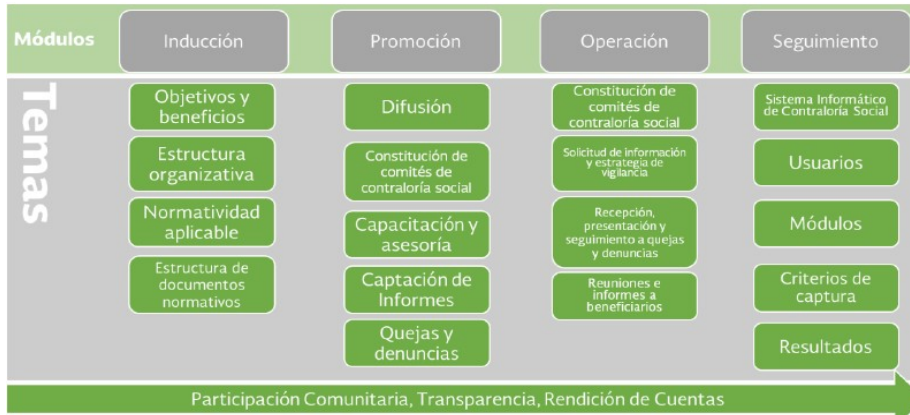 Módulos
Inducción
Promoción
Operación
Seguimiento
Temas
Objetivos y
beneficios
Estructura
organizativa
Normatividad
aplicable
Estructura de
documentos
normativos
Difusión
Constitución de
comités de
contraloría social
Capacitación y
asesoría
Captación de
Informes
Quejas y
denuncias
Constitución de
comités de
contraloría social
Solicitud de información
y estrategia de
vigilancia
Recepción,
presentación y
seguimiento a quejas
y denuncias
Reuniones e
informes a
beneficiarios
Sistema Informático
de Contraloría Social
Usuarios
Módulos
Criterios de
captura
Resultados
Participación Comunitaria, Transparencia, Rendición de Cuentas